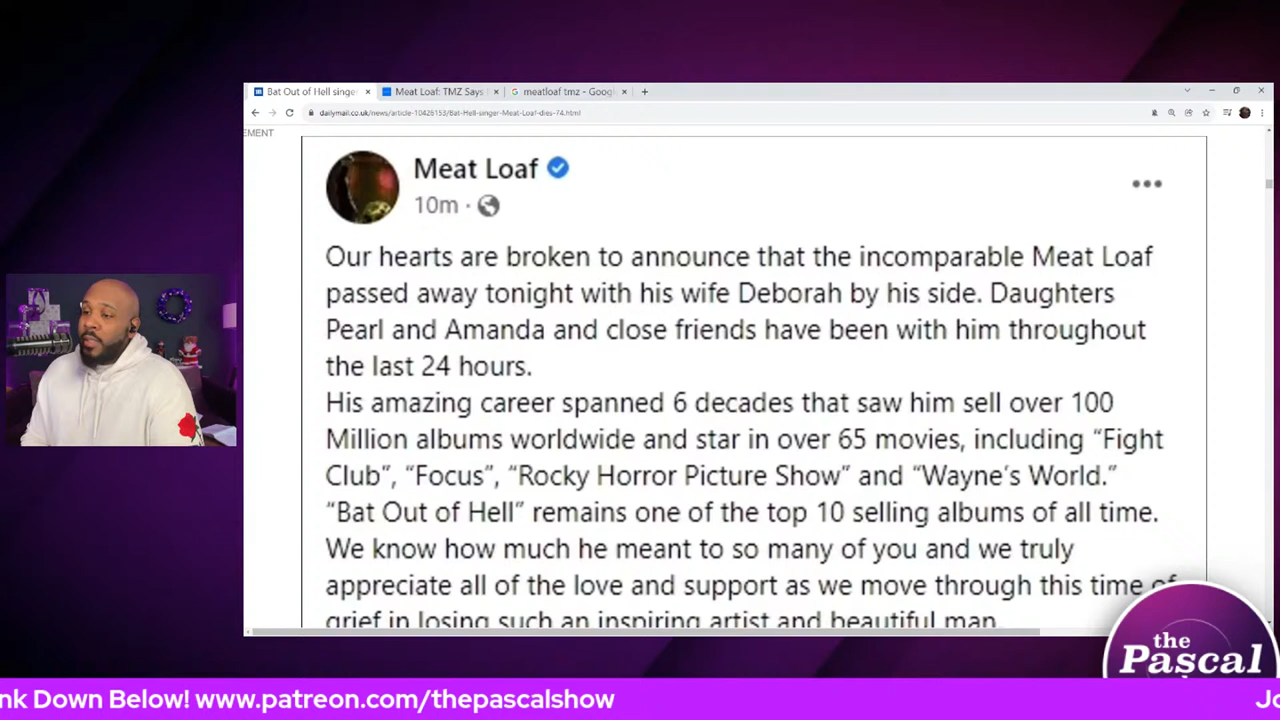 Bat Out of Hell singer
Meat Loaf: TMZ Says
meatloaf tmz - Goog
dailymail.co.uk/news/article-10426153/Bat-Hell-singer-Meat-Loaf-dies-74.html
EMENT
Meat Loaf
10m ·
Our hearts are broken to announce that the incomparable Meat Loaf
passed away tonight with his wife Deborah by his side. Daughters
Pearl and Amanda and close friends have been with him throughout
the last 24 hours.
His amazing career spanned 6 decades that saw him sell over 100
Million albums worldwide and star in over 65 movies, including “Fight
Club”, “Focus”, “Rocky Horror Picture Show” and “Wayne’s World.”
“Bat Out of Hell” remains one of the top 10 selling albums of all time.
We know how much he meant to so many of you and we truly
appreciate all of the love and support as we move through this time of
grief in losing such an inspiring artist and beautiful man.
the
Pascal
nk Down Below! www.patreon.com/thepascalshow
Jo